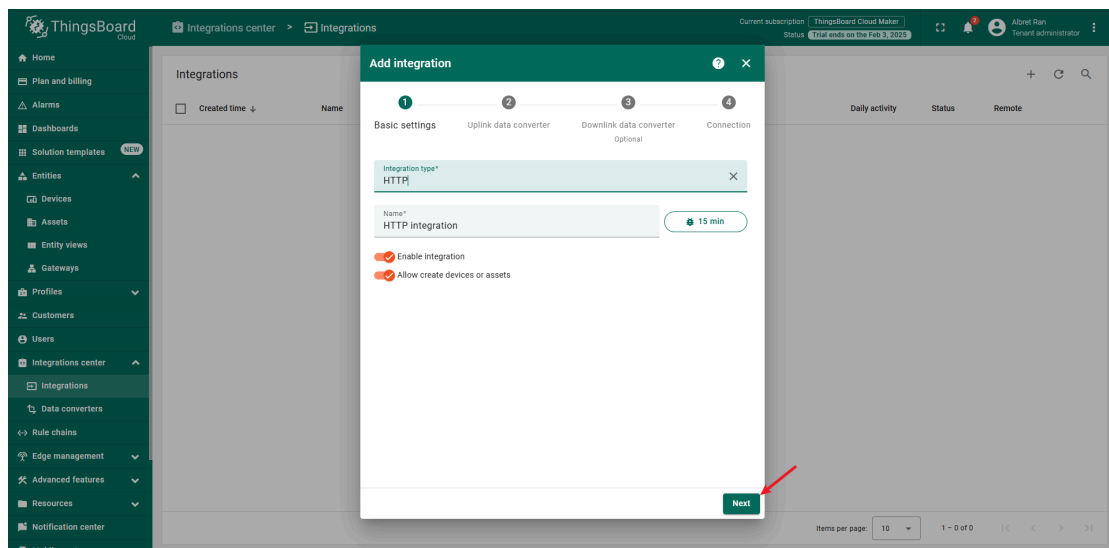 ThingsBoard
Cloud
Integrations center > Integrations
Current subscription ThingsBoard Cloud Maker
Status Trial ends on the Feb 3, 2025
Albret Ran
Tenant administrator
Home
Plan and billing
Alarms
Dashboards
Solution templates NEW
Entities
Devices
Assets
Entity views
Gateways
Profiles
Customers
Users
Integrations center
Integrations
Data converters
Rule chains
Edge management
Advanced features
Resources
Notification center
Integrations
Created time ↓ Name Daily activity Status Remote
Add integration
1 2 3 4
Basic settings Uplink data converter Downlink data converter Connection
Optional
Integration type*
HTTP
Name*
HTTP integration
15 min
Enable integration
Allow create devices or assets
Next
Items per page: 10 1 – 0 of 0